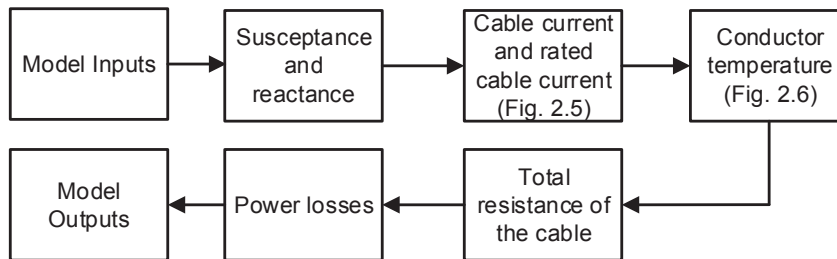 Model Inputs
Susceptance
and
reactance
Cable current
and rated
cable current
(Fig. 2.5)
Conductor
temperature
(Fig. 2.6)
Total
resistance of
the cable
Power losses
Model
Outputs